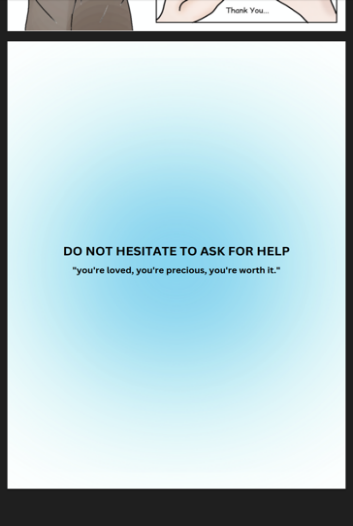 Thank You...
DO NOT HESITATE TO ASK FOR HELP
"you're loved, you're precious, you're worth it."